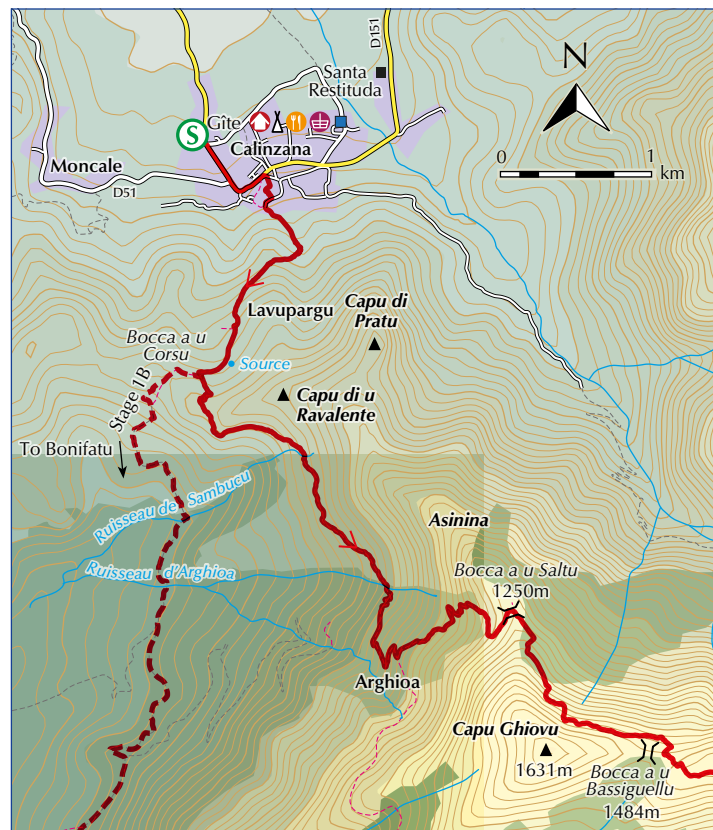 D151
Santa
Restituda
N
Gîte
S
Calinzana
0 1
km
Moncale
D51
Lavupargu
Capu di
Pratu
Bocca a u
Corsu
Source
Stage 1B
Capu di u
Ravalente
To Bonifatu
Ruisseau de Sambucu
Asinina
Ruisseau d'Arghioa
Bocca a u Saltu
1250m
Arghioa
Capu Ghiovu
1631m
Bocca a u
Bassiguellu
1484m